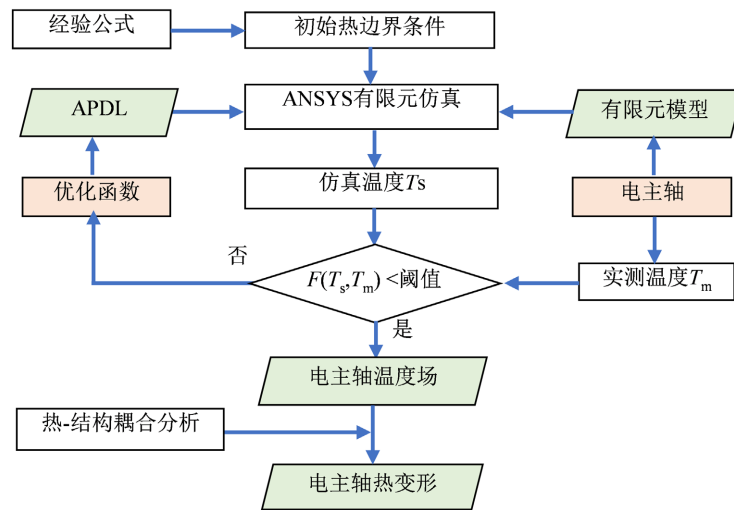 经验公式
初始热边界条件
APDL
ANSYS有限元仿真
有限元模型
优化函数
仿真温度Ts
电主轴
否
F(Ts,Tm) <阈值
实测温度Tm
是
电主轴温度场
热-结构耦合分析
电主轴热变形